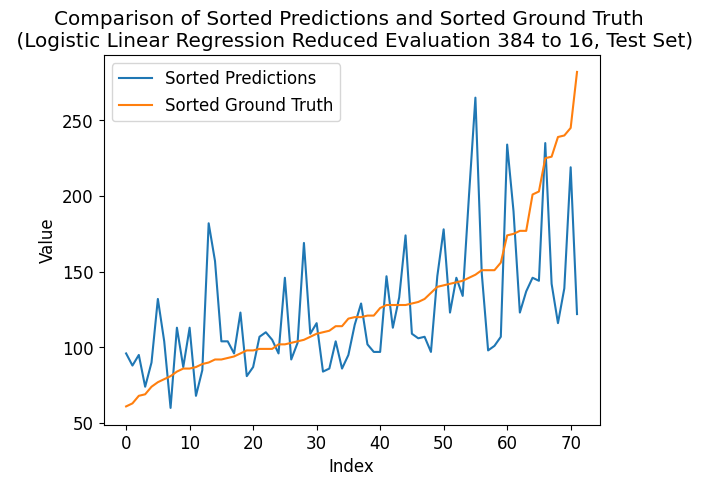 Comparison of Sorted Predictions and Sorted Ground Truth
(Logistic Linear Regression Reduced Evaluation 384 to 16, Test Set)
Sorted Predictions
Sorted Ground Truth
Value
250
200
150
100
50
0 10 20 30 40 50 60 70
Index